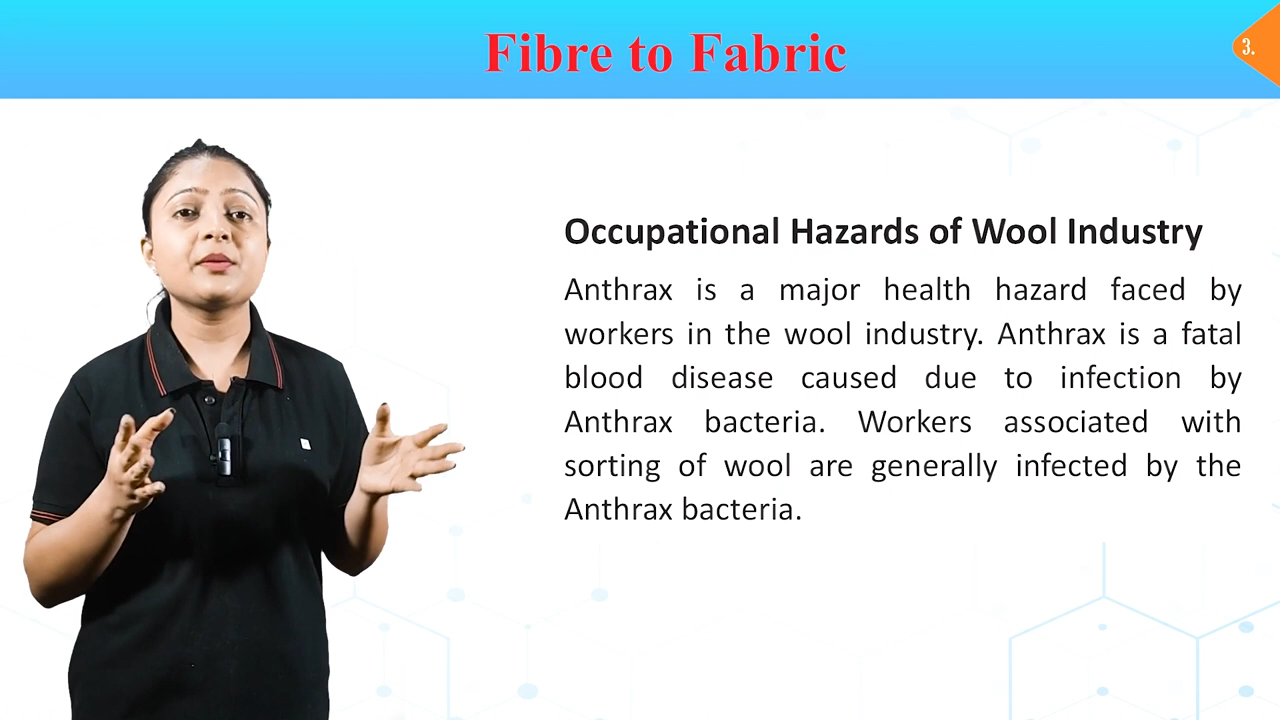 Fibre to Fabric
3.
Occupational Hazards of Wool Industry
Anthrax is a major health hazard faced by
workers in the wool industry. Anthrax is a fatal
blood disease caused due to infection by
Anthrax bacteria. Workers associated with
sorting of wool are generally infected by the
Anthrax bacteria.